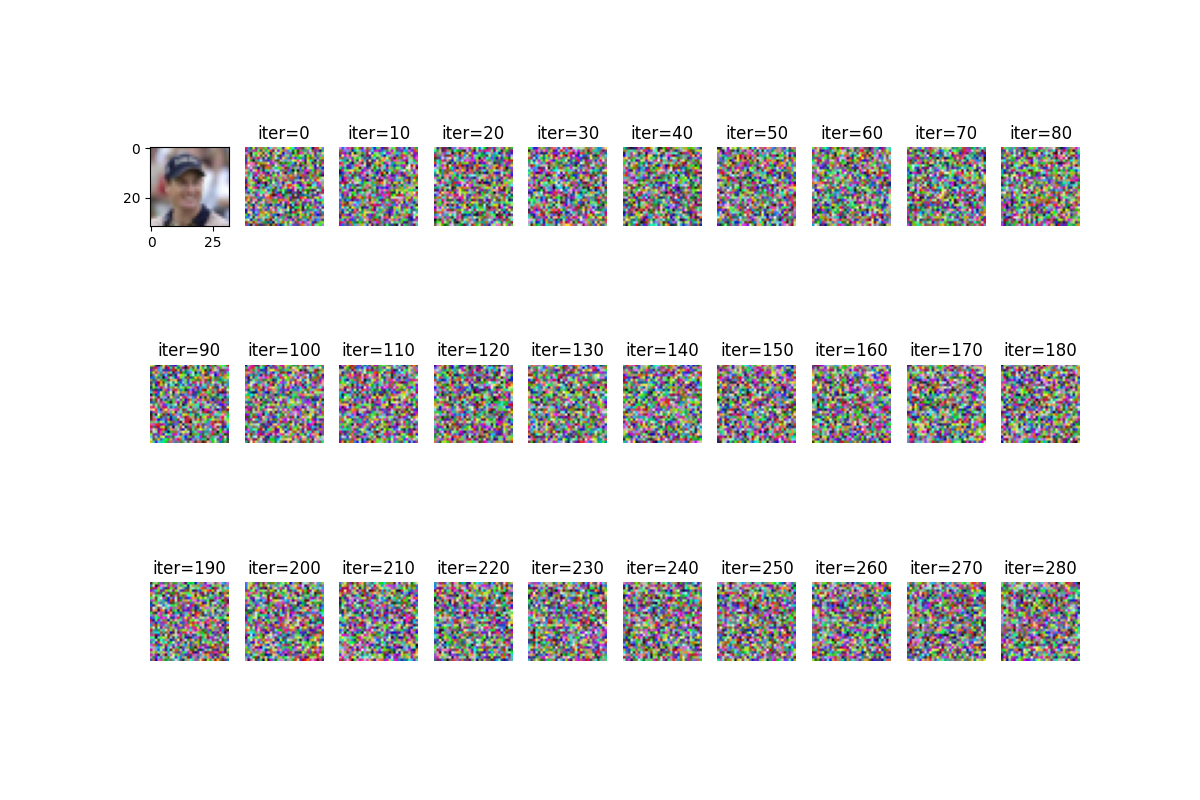 iter=0 iter=10 iter=20 iter=30 iter=40 iter=50 iter=60 iter=70 iter=80
0
20
0 25
iter=90 iter=100 iter=110 iter=120 iter=130 iter=140 iter=150 iter=160 iter=170 iter=180
iter=190 iter=200 iter=210 iter=220 iter=230 iter=240 iter=250 iter=260 iter=270 iter=280